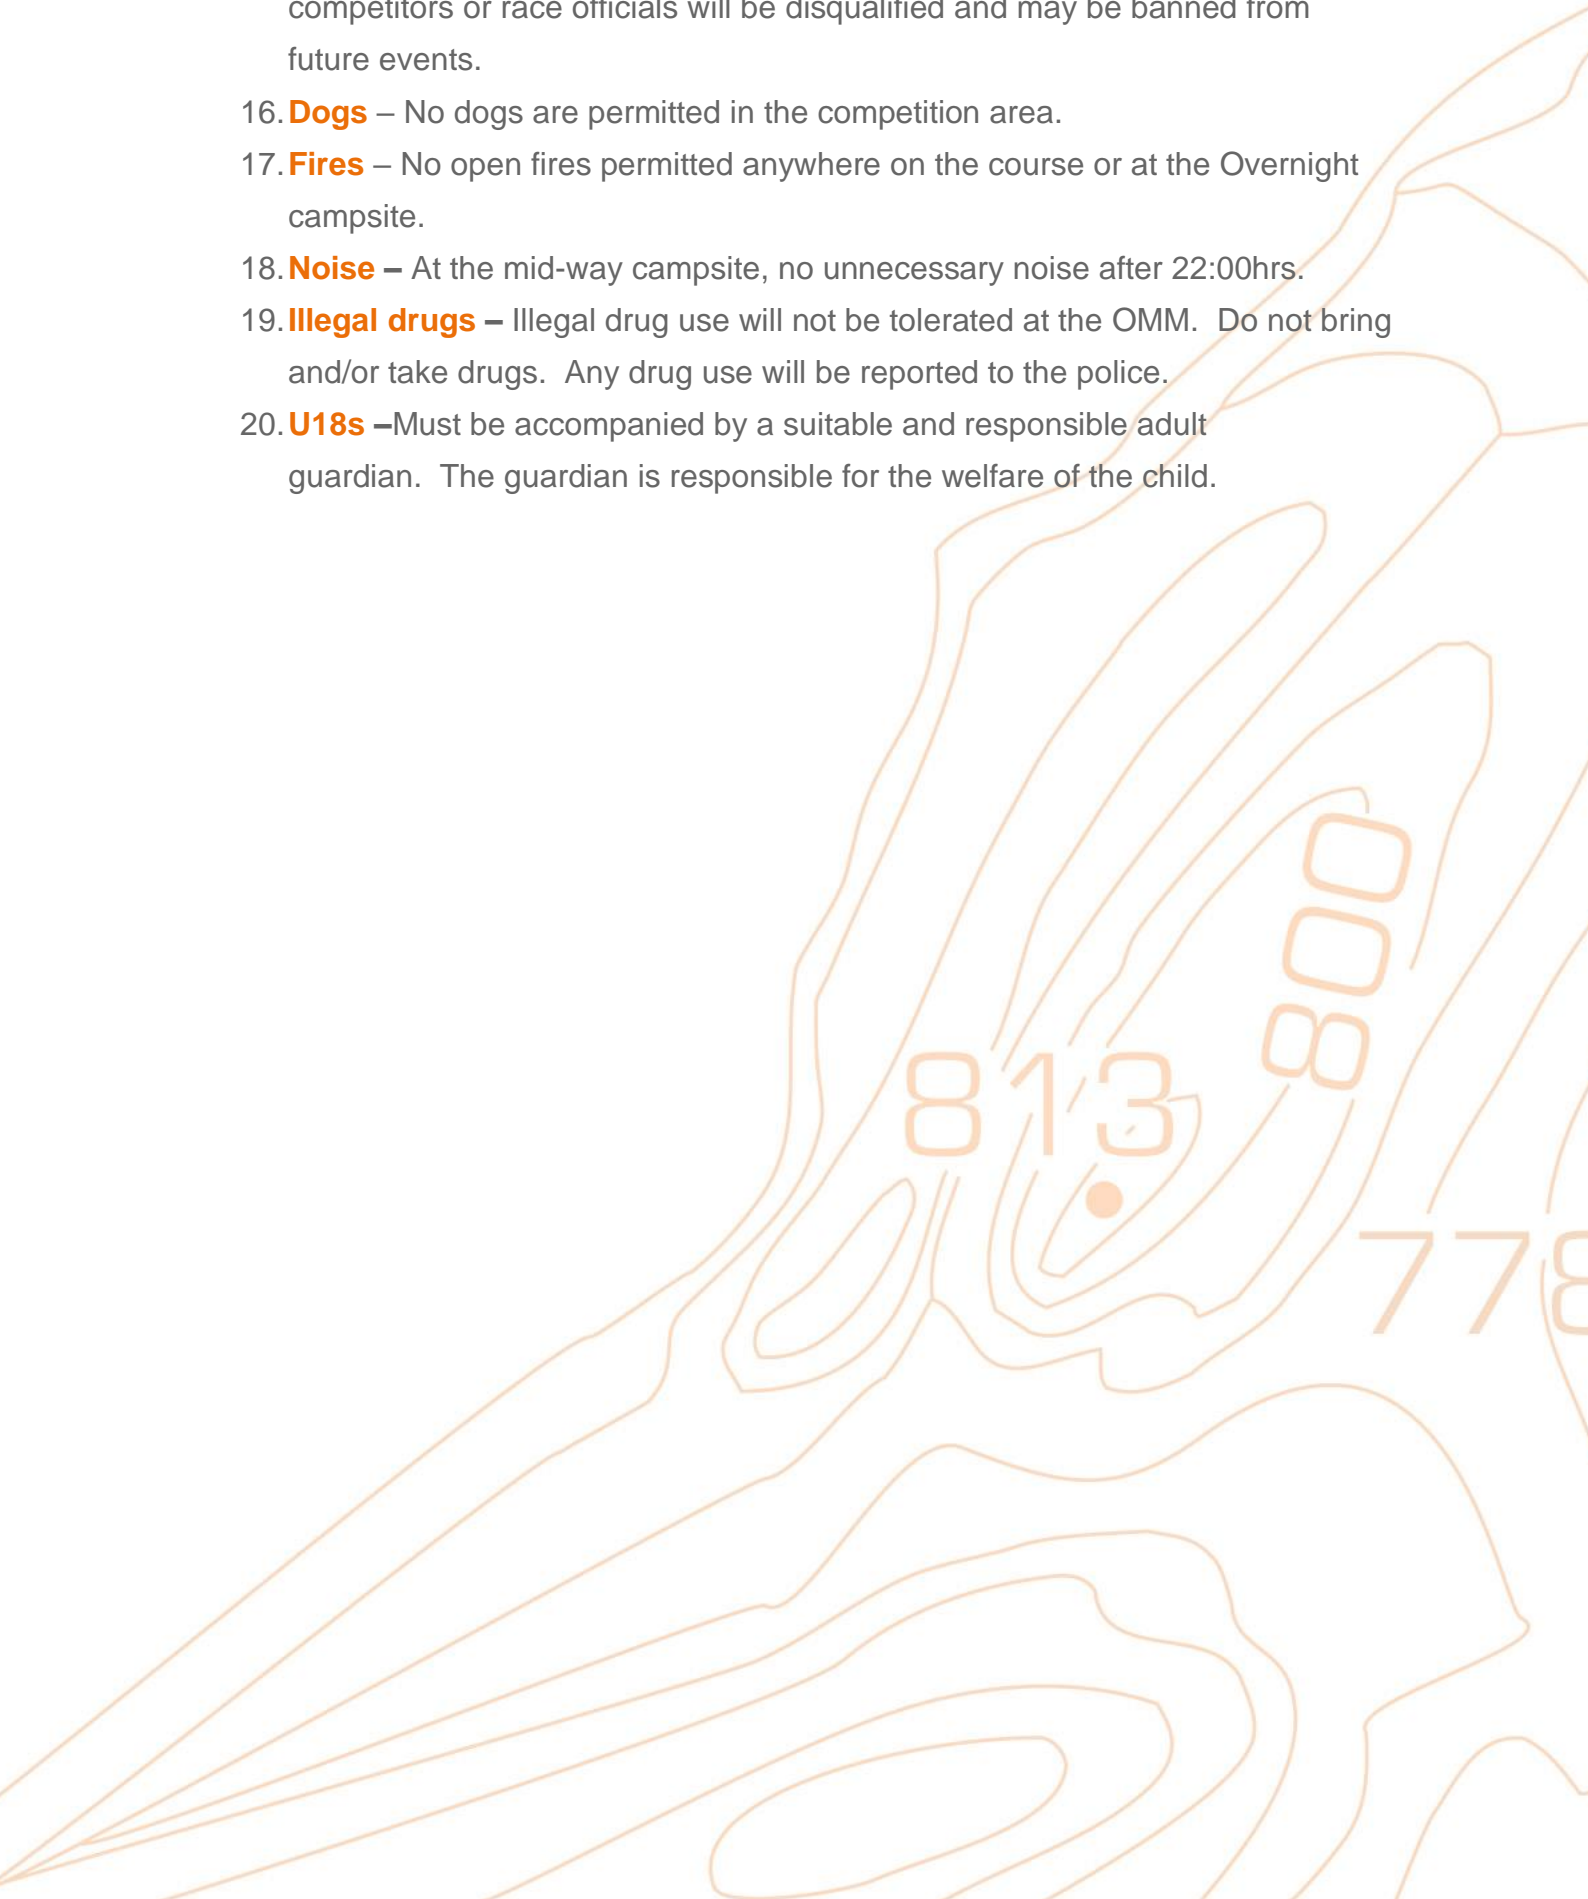 competitors or race officials will be disqualified and may be banned from
future events.
16. Dogs – No dogs are permitted in the competition area.
17. Fires – No open fires permitted anywhere on the course or at the Overnight
campsite.
18. Noise – At the mid-way campsite, no unnecessary noise after 22:00hrs.
19. Illegal drugs – Illegal drug use will not be tolerated at the OMM.  Do not bring
and/or take drugs.  Any drug use will be reported to the police.
20. U18s –Must be accompanied by a suitable and responsible adult
guardian.  The guardian is responsible for the welfare of the child.
800
813
778